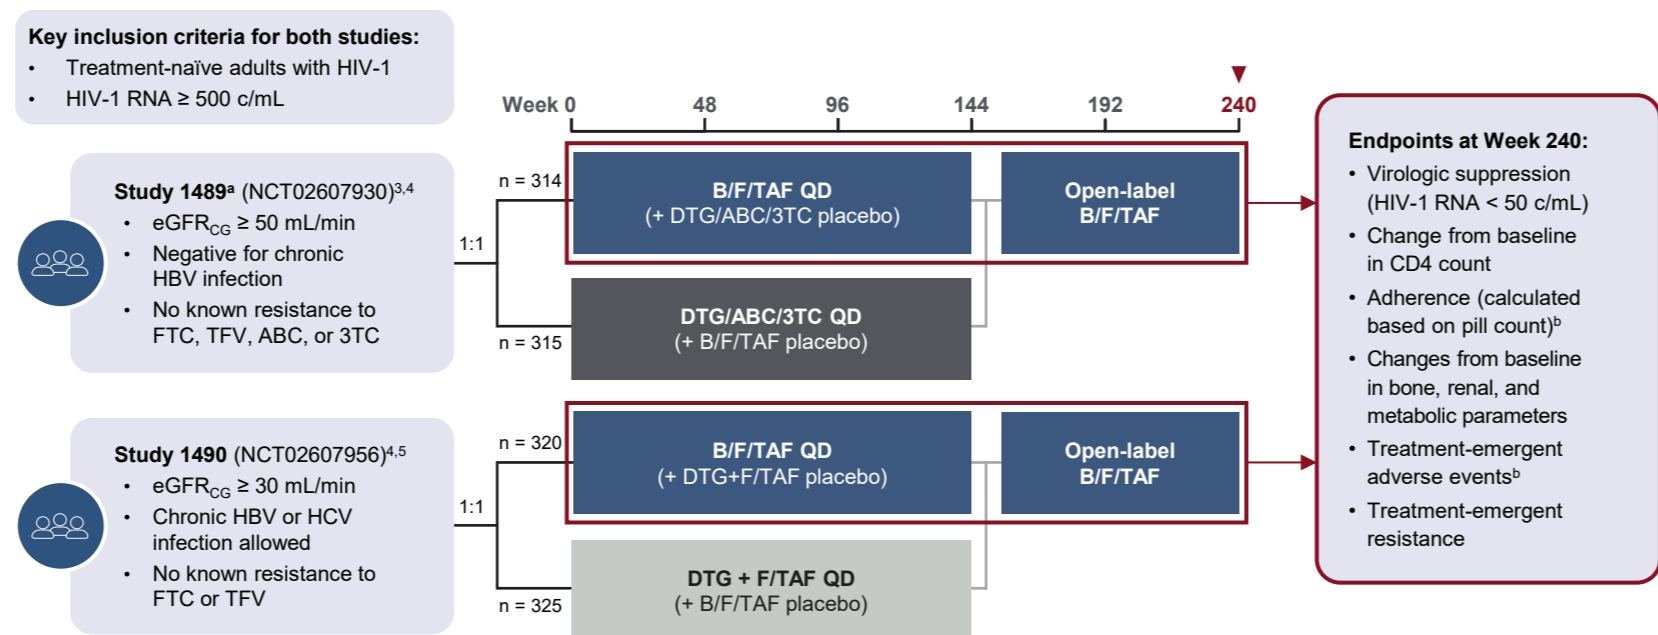 Key inclusion criteria for both studies:
• Treatment-naïve adults with HIV-1
• HIV-1 RNA ≥ 500 c/mL
Week 0 48 96 144 192 240
Study 1489ᵃ (NCT02607930)³,⁴
• eGFR_CG ≥ 50 mL/min
• Negative for chronic
HBV infection
• No known resistance to
FTC, TFV, ABC, or 3TC
1:1
n = 314
B/F/TAF QD
(+ DTG/ABC/3TC placebo)
Open-label
B/F/TAF
n = 315
DTG/ABC/3TC QD
(+ B/F/TAF placebo)
Study 1490 (NCT02607956)⁴,⁵
• eGFR_CG ≥ 30 mL/min
• Chronic HBV or HCV
infection allowed
• No known resistance to
FTC or TFV
1:1
n = 320
B/F/TAF QD
(+ DTG+F/TAF placebo)
Open-label
B/F/TAF
n = 325
DTG + F/TAF QD
(+ B/F/TAF placebo)
Endpoints at Week 240:
• Virologic suppression
(HIV-1 RNA < 50 c/mL)
• Change from baseline
in CD4 count
• Adherence (calculated
based on pill count)ᵇ
• Changes from baseline
in bone, renal, and
metabolic parameters
• Treatment-emergent
adverse eventsᵇ
• Treatment-emergent
resistance